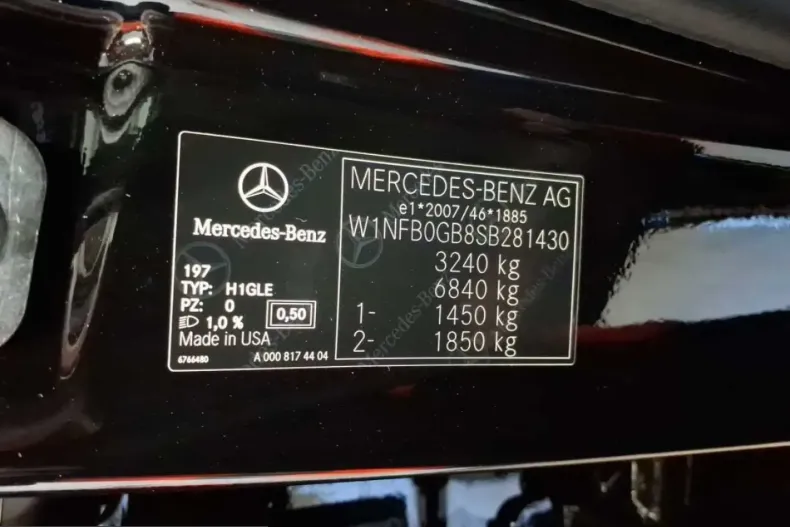 Mercedes-Benz
197
TYP: H1GLE
PZ: 0
1,0 %
0,50
Made in USA
6766480 A 000 817 44 04
MERCEDES-BENZ AG
e1*2007/46*1885
W1NFB0GB8SB281430
3240 kg
6840 kg
1- 1450 kg
2- 1850 kg